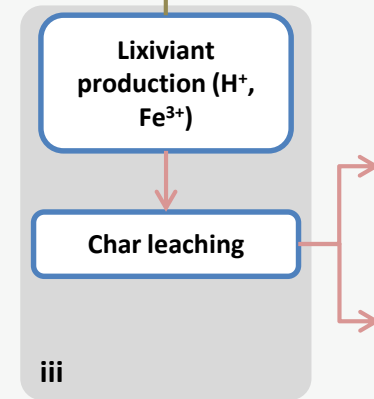 Lixiviant
production (H⁺,
Fe³⁺)
Char leaching
iii